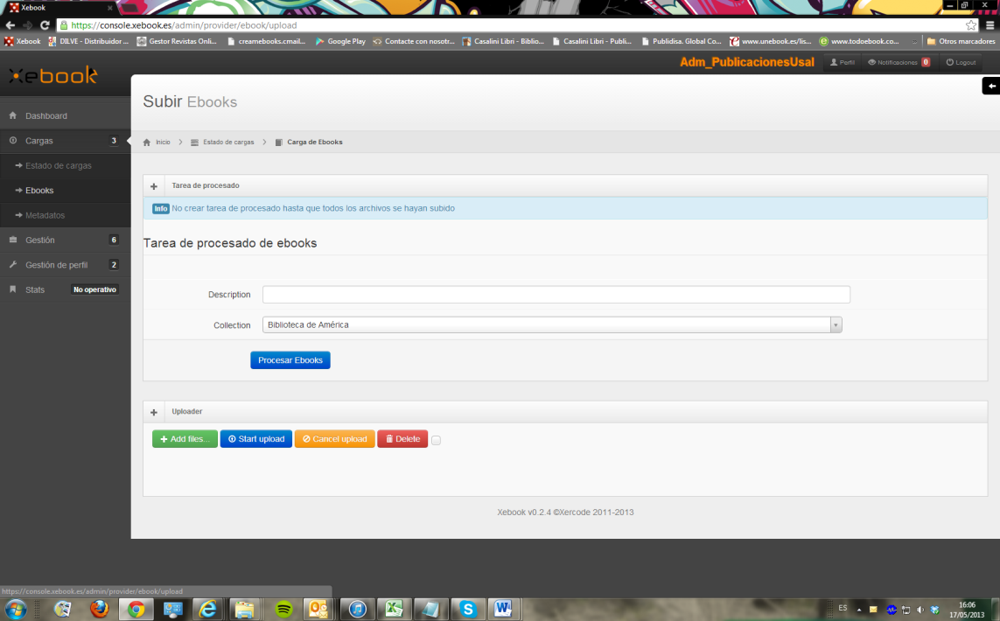 Xebook
https://console.xebook.es/admin/provider/ebook/upload
Xebook DILVE - Distribuidor ... Gestor Revistas Onli... creamebooks.cmail... Google Play Contacte con nosotr... Casalini Libri - Biblio... Casalini Libri - Publi... Publidisa. Global Co... www.unebook.es/lis... www.todoebook.co... Otros marcadores
xebook
Adm_PublicacionesUsal Perfil Notificaciones 0 Logout
Subir Ebooks
Dashboard
Cargas 3
Inicio > Estado de cargas > Carga de Ebooks
Estado de cargas
Ebooks
Metadatos
Gestión 6
Gestión de perfil 2
Stats No operativo
Tarea de procesado
Info No crear tarea de procesado hasta que todos los archivos se hayan subido
Tarea de procesado de ebooks
Description
Collection Biblioteca de América
Procesar Ebooks
Uploader
Add files... Start upload Cancel upload Delete
Xebook v0.2.4 ©Xercode 2011-2013
https://console.xebook.es/admin/provider/ebook/upload
ES 16:06
17/05/2013